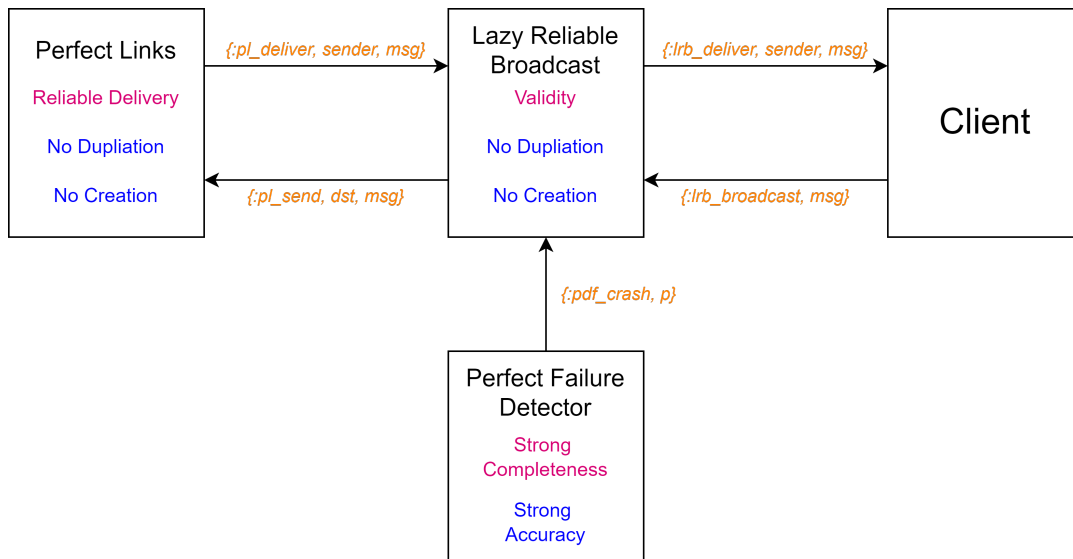 Perfect Links
Reliable Delivery
No Dupliation
No Creation
{:pl_deliver, sender, msg}
{:pl_send, dst, msg}
Lazy Reliable
Broadcast
Validity
No Dupliation
No Creation
{:lrb_deliver, sender, msg}
{:lrb_broadcast, msg}
Client
{:pdf_crash, p}
Perfect Failure
Detector
Strong
Completeness
Strong
Accuracy